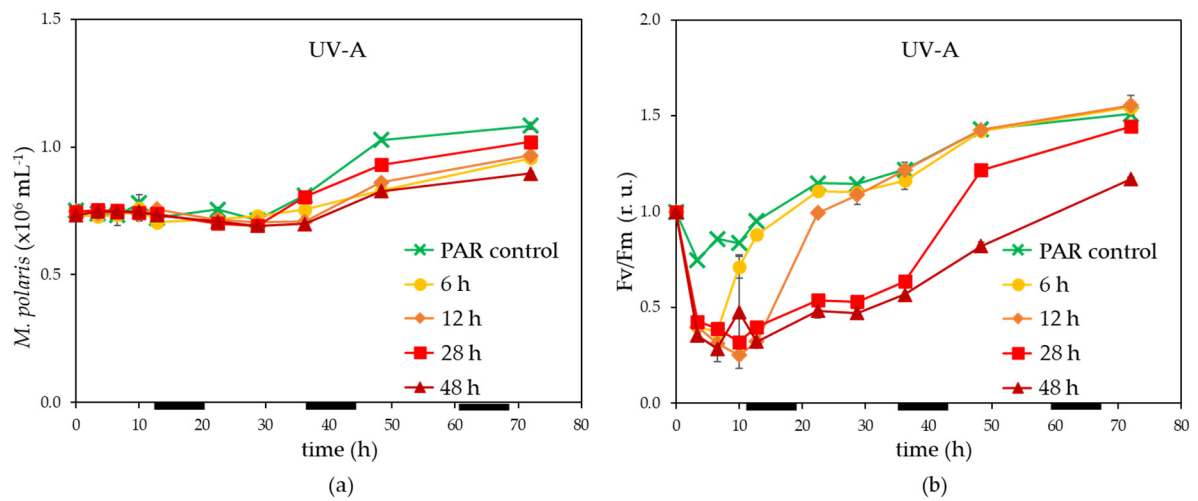 UV-A
M. polaris (x10⁶ mL⁻¹)
1.5
1.0
0.5
0.0
PAR control
6 h
12 h
28 h
48 h
0 10 20 30 40 50 60 70 80
time (h)
(a)
UV-A
Fv/Fm (r. u.)
2.0
1.5
1.0
0.5
0.0
PAR control
6 h
12 h
28 h
48 h
0 10 20 30 40 50 60 70 80
time (h)
(b)